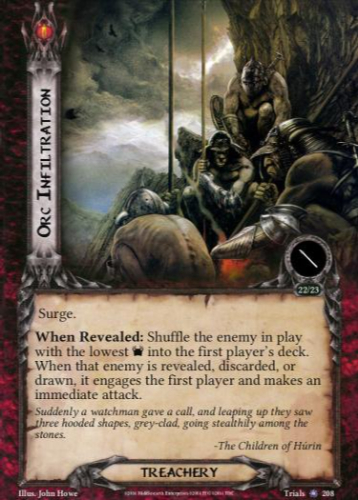 ORC INFILTRATION
22/23
Surge.
When Revealed: Shuffle the enemy in play
with the lowest into the first player's deck.
When that enemy is revealed, discarded, or
drawn, it engages the first player and makes an
immediate attack.
Suddenly a watchman gave a call, and leaping up they saw
three hooded shapes, grey-clad, going stealthily among the
stones.
-The Children of Húrin
TREACHERY
Illus. John Howe
Trials 208